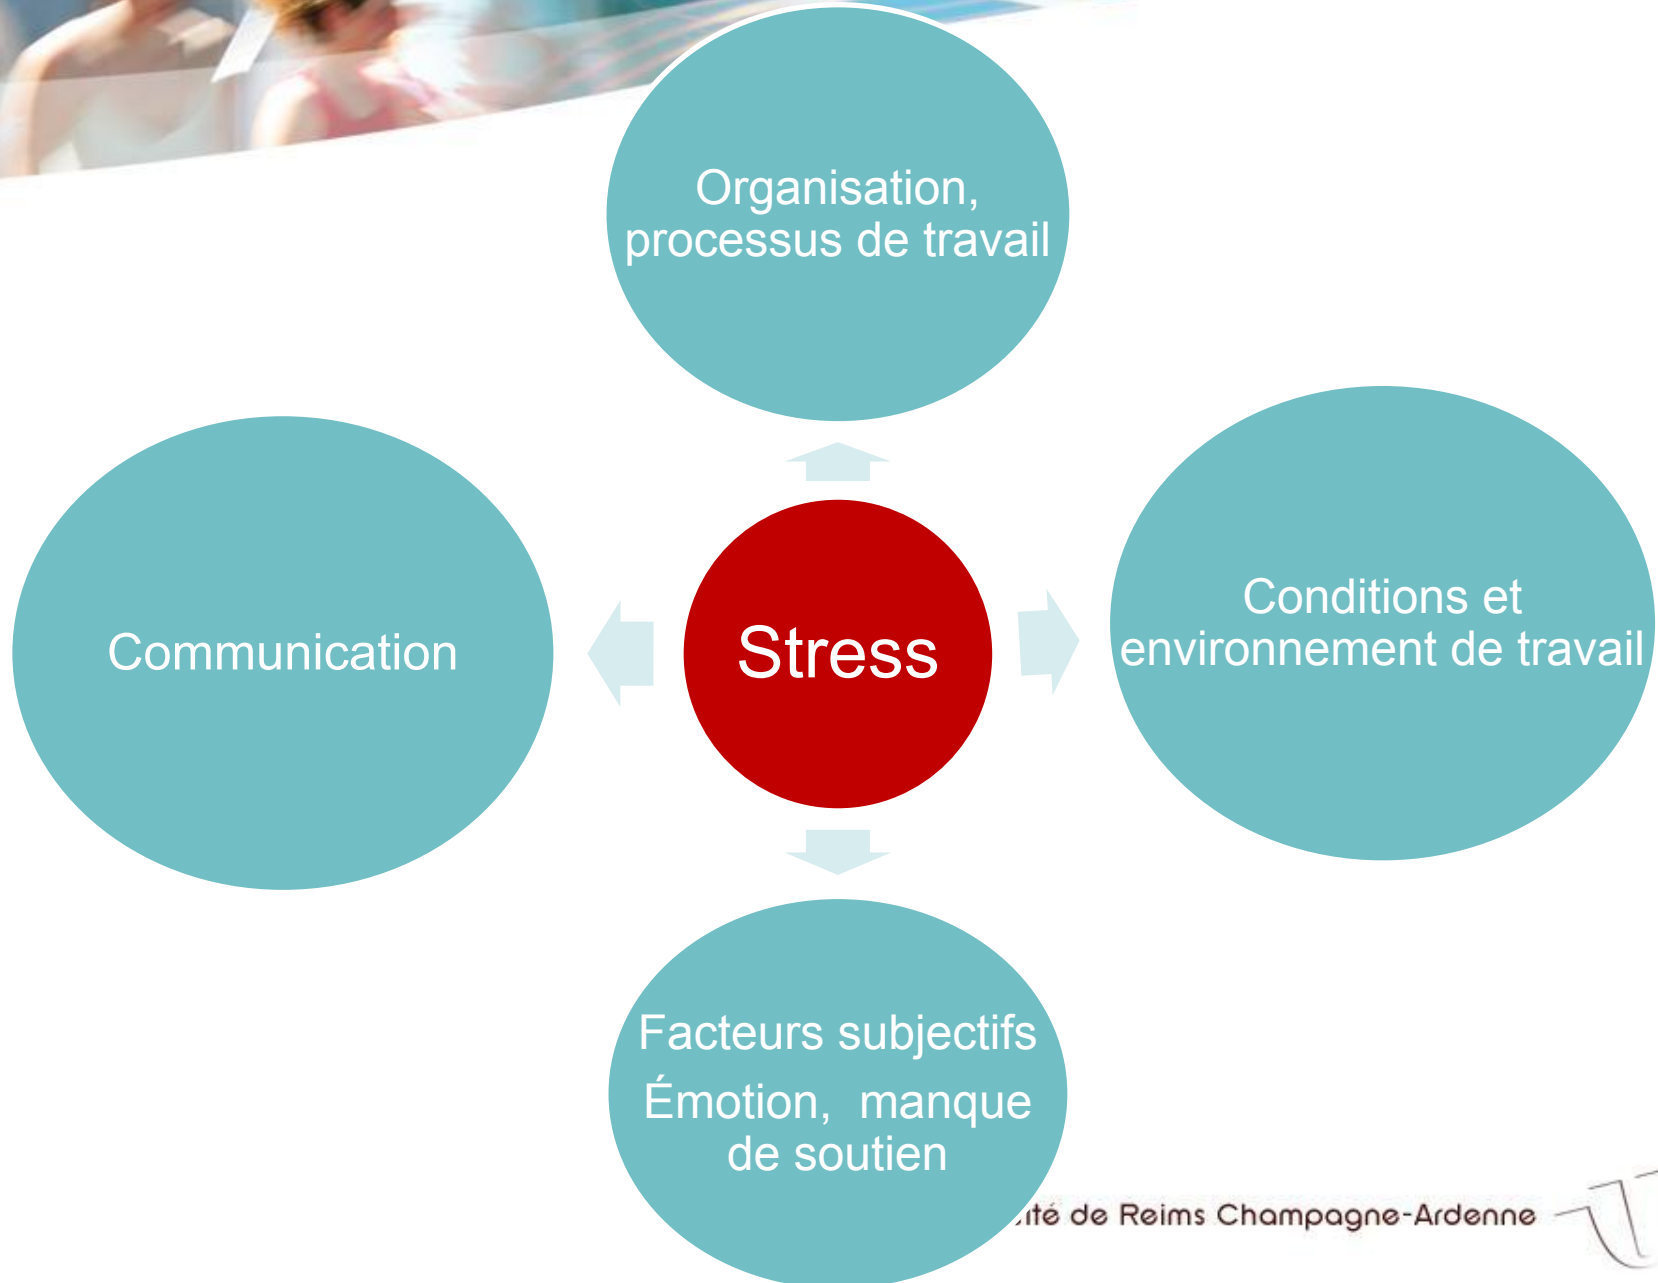 Organisation,
processus de travail
Communication
Stress
Conditions et
environnement de travail
Facteurs subjectifs
Émotion, manque
de soutien
de Reims Champagne-Ardenne